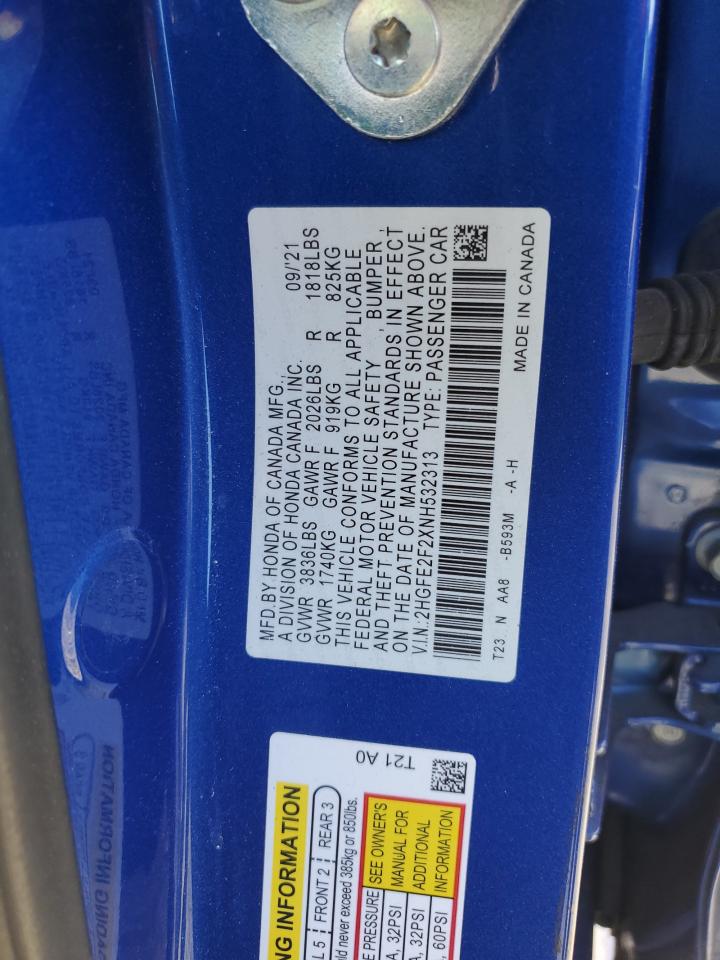 MFD.BY HONDA OF CANADA MFG.,
A DIVISION OF HONDA CANADA INC. 09/'21
GVWR 3836LBS GAWR F 2026LBS R 1818LBS
GVWR 1740KG GAWR F 919KG R 825KG
THIS VEHICLE CONFORMS TO ALL APPLICABLE
FEDERAL MOTOR VEHICLE SAFETY , BUMPER ,
AND THEFT PREVENTION STANDARDS IN EFFECT
ON THE DATE OF MANUFACTURE SHOWN ABOVE.
V.I.N.:2HGFE2F2XNH532313 TYPE: PASSENGER CAR
T23.. N AA8 -B593M -A -H MADE IN CANADA
T21 A0
INFORMATION
L 5 FRONT 2 REAR 3
never exceed 385kg or 850lbs.
PRESSURE SEE OWNER'S
, 32PSI MANUAL FOR
, 32PSI ADDITIONAL
, 60PSI INFORMATION